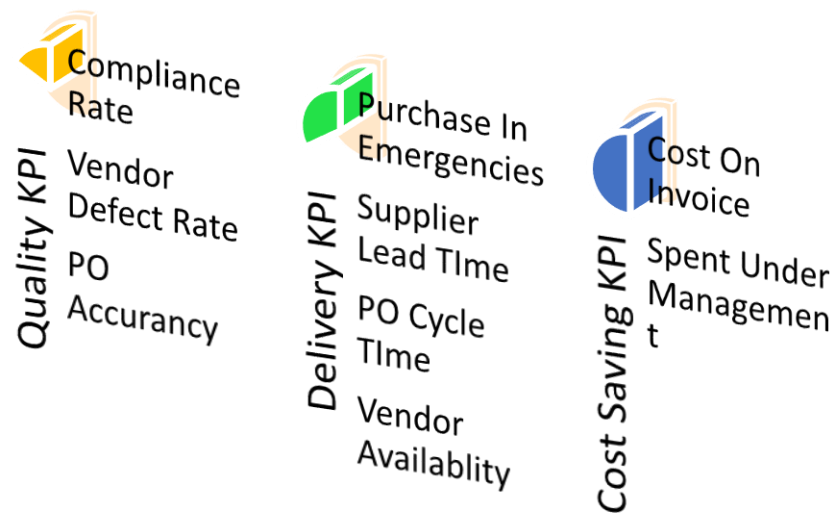 Quality KPI
Compliance
Rate
Vendor
Defect Rate
PO
Accurancy
Delivery KPI
Purchase In
Emergencies
Supplier
Lead TIme
PO Cycle
TIme
Vendor
Availablity
Cost Saving KPI
Cost On
Invoice
Spent Under
Managemen
t